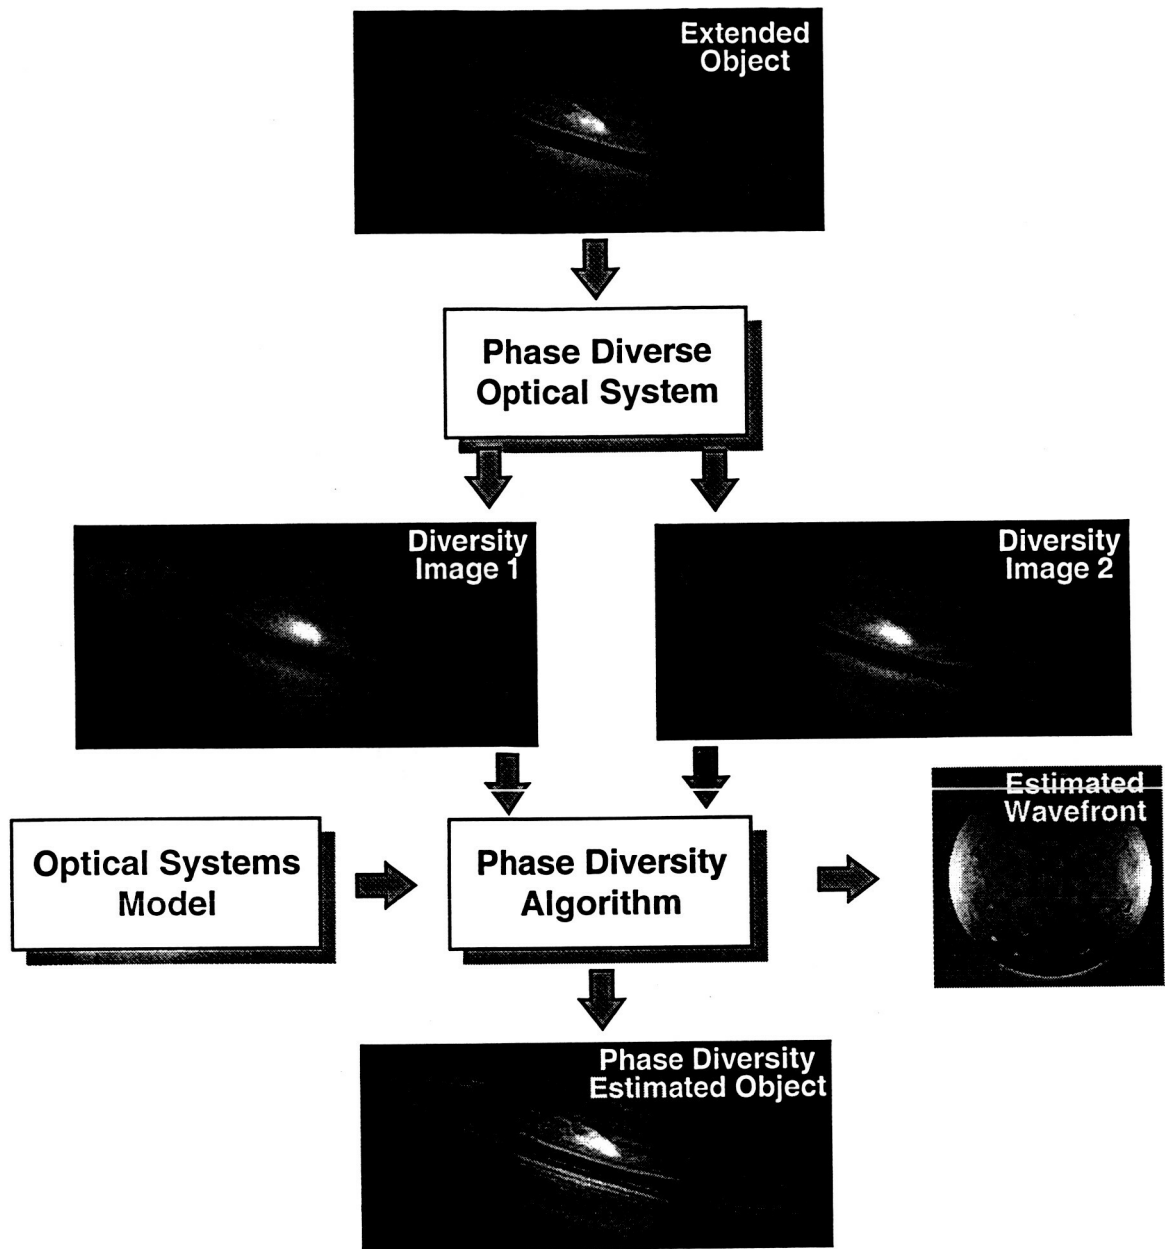 Extended
Object
Phase Diverse
Optical System
Diversity
Image 1
Diversity
Image 2
Estimated
Wavefront
Optical Systems
Model
Phase Diversity
Algorithm
Phase Diversity
Estimated Object